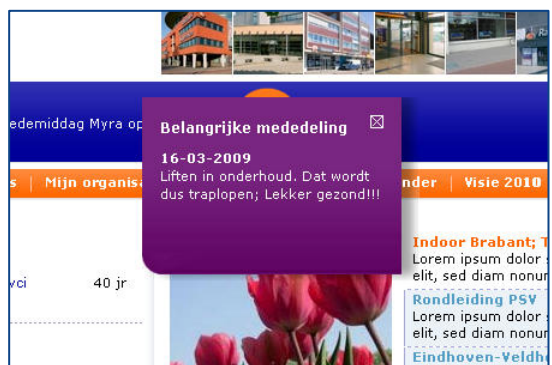 edemiddag Myra op
Belangrijke mededeling
16-03-2009
Liften in onderhoud. Dat wordt
dus traplopen; Lekker gezond!!!
s | Mijn organisa
nder | Visie 2010
vci 40 jr
Indoor Brabant; T
Lorem ipsum dolor s
elit, sed diam nonum
Rondleiding PSV
Lorem ipsum dolor s
elit, sed diam nonum
Eindhoven-Veldho